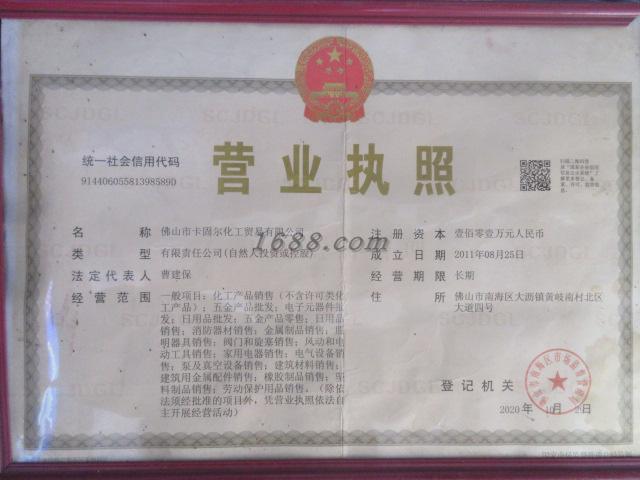 营业执照
统一社会信用代码
91440605581398589D
名 称 佛山市卡固尔化工贸易有限公司
类 型 有限责任公司(自然人投资或控股)
法定代表人 曹建保
经营范围 一般项目：化工产品销售（不含许可类化
工产品）；五金产品批发；电子元器件批
发；日用品批发；五金产品零售；日用品
销售；消防器材销售；金属制品销售；照
明器具销售；阀门和旋塞销售；风动和电
动工具销售；家用电器销售；电气设备销
售；泵及真空设备销售；建筑材料销售；
建筑用金属配件销售；橡胶制品销售；塑
料制品销售；劳动保护用品销售。（除依
法须经批准的项目外，凭营业执照依法自
主开展经营活动）
注册资本 壹佰零壹万元人民币
成立日期 2011年08月25日
营业期限 长期
住所 佛山市南海区大沥镇黄岐南村北区
大道四号
登记机关
2020年10月
1688.com